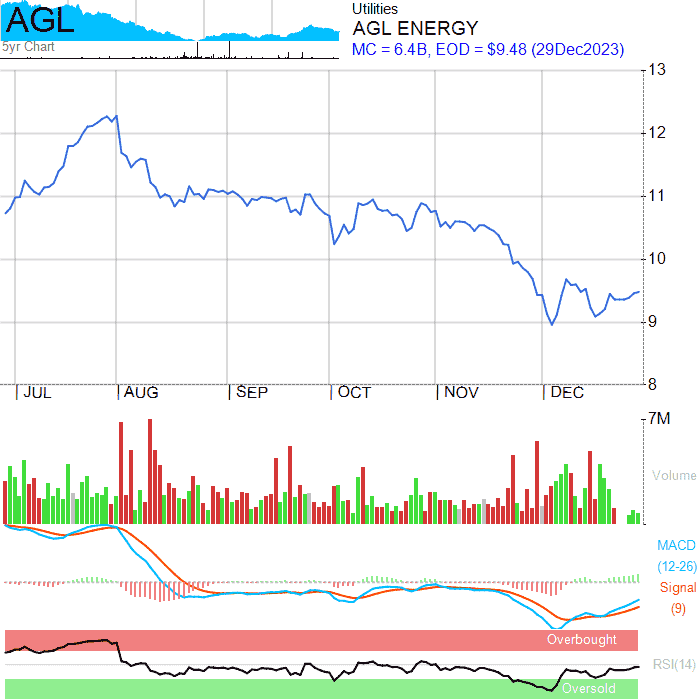 AGL
5yr Chart
Utilities
AGL ENERGY
MC = 6.4B, EOD = $9.48 (29Dec2023)
13
12
11
10
9
8
JUL AUG SEP OCT NOV DEC
7M
Volume
MACD
(12-26)
Signal
(9)
Overbought
RSI(14)
Oversold